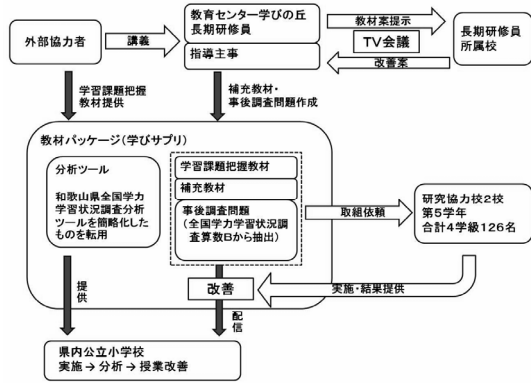 外部協力者
講義
教育センター学びの丘
長期研修員
指導主事
教材案提示
TV会議
改善案
長期研修員
所属校
学習課題把握
教材提供
補充教材・
事後調査問題作成
教材パッケージ(学びサプリ)
分析ツール
和歌山県全国学力
学習状況調査分析
ツールを簡略化した
ものを転用
学習課題把握教材
補充教材
事後調査問題
(全国学力学習状況調
査算数Bから抽出)
取組依頼
研究協力校2校
第5学年
合計4学級126名
改善
実施・結果提供
提供
配信
県内公立小学校
実施→分析→授業改善